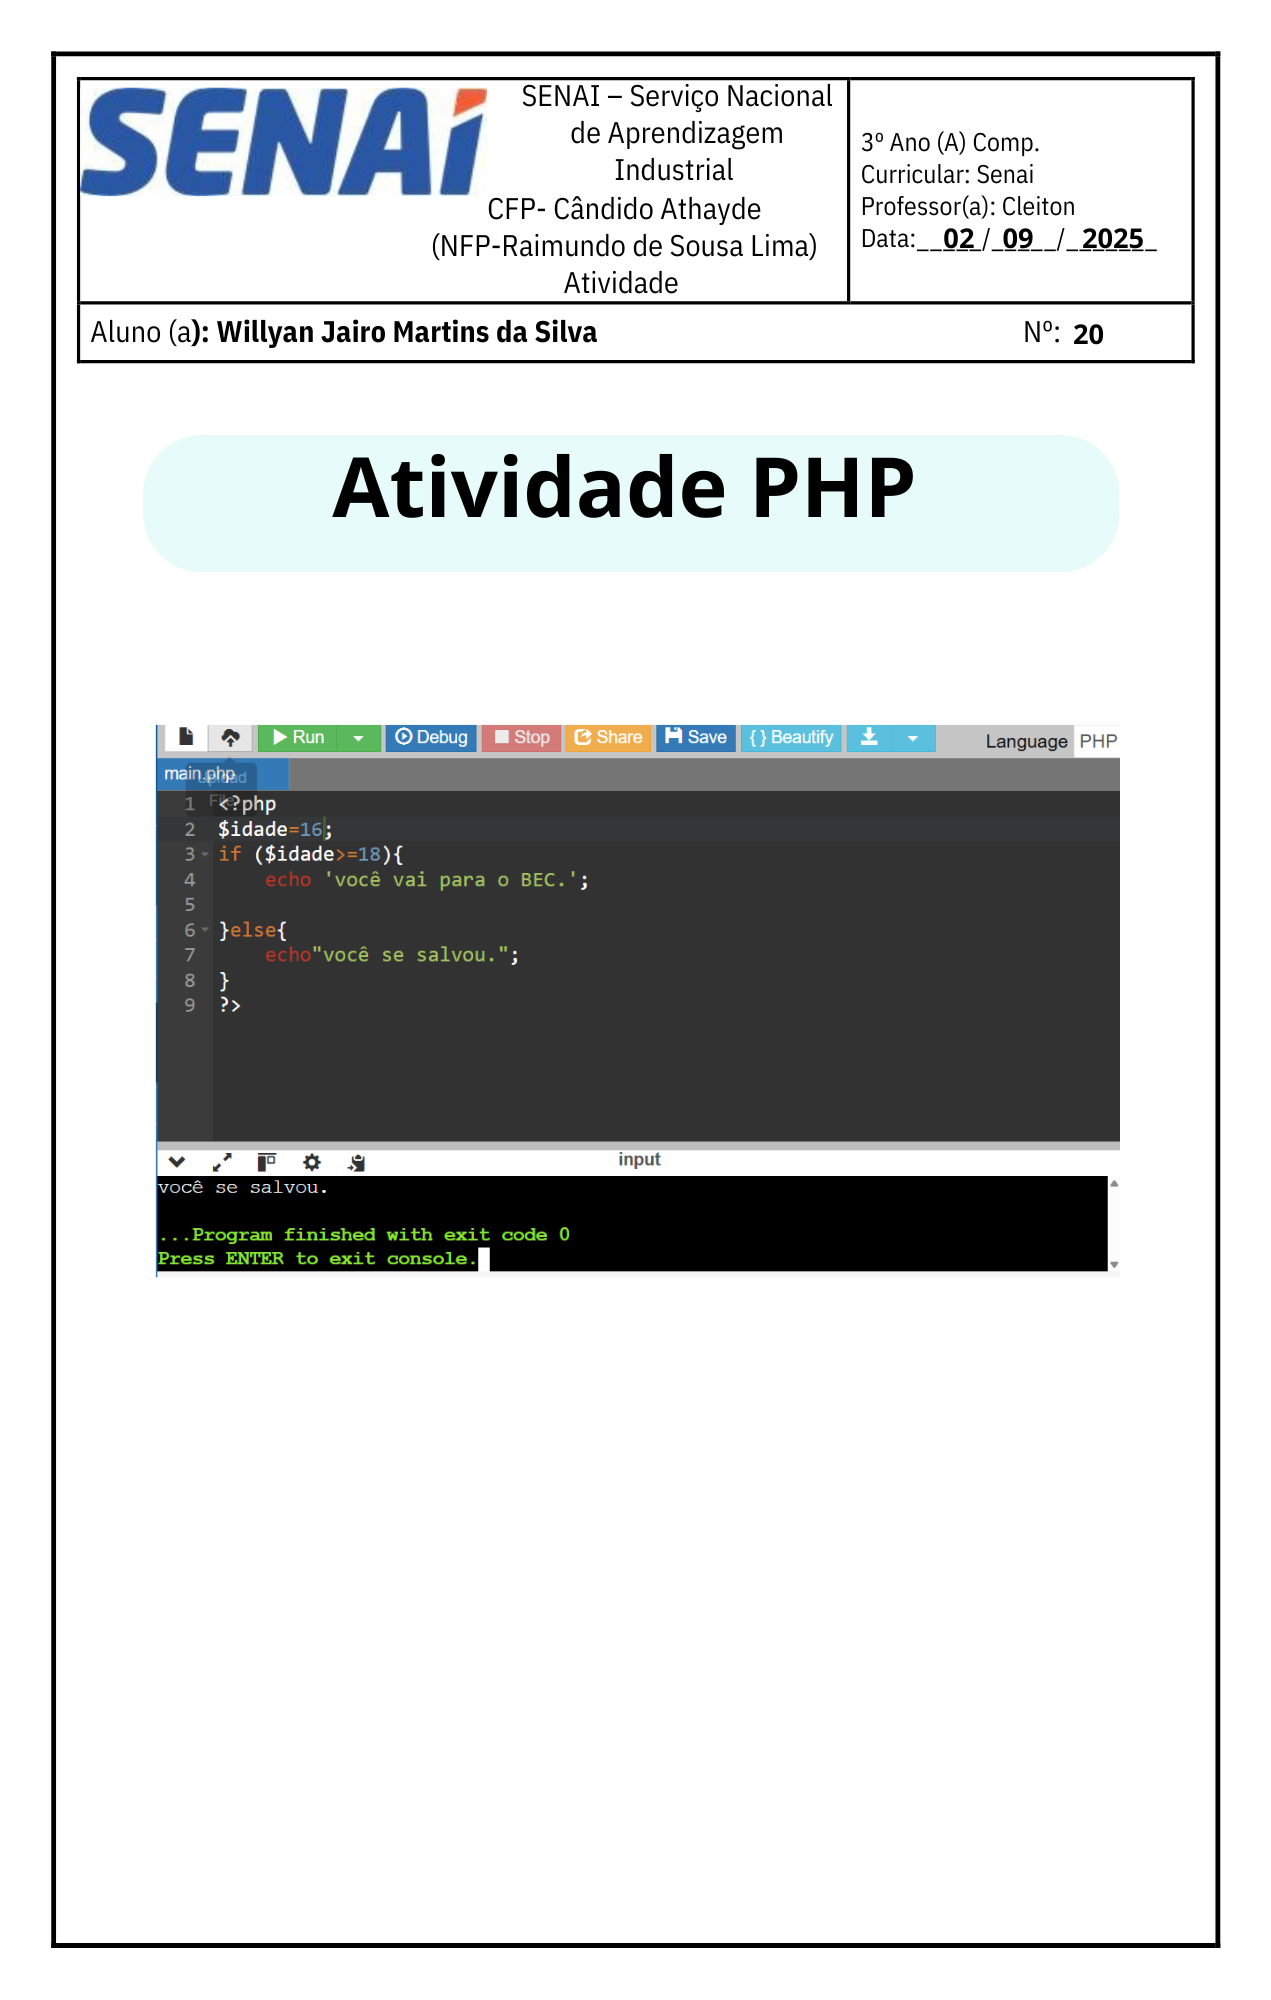 SENAI
SENAI – Serviço Nacional
de Aprendizagem
Industrial
CFP- Cândido Athayde
(NFP-Raimundo de Sousa Lima)
Atividade
3º Ano (A) Comp.
Curricular: Senai
Professor(a): Cleiton
Data:__02_/_09__/_2025_
Aluno (a): Willyan Jairo Martins da Silva Nº: 20
Atividade PHP
Run Debug Stop Share Save { } Beautify Language PHP
main.php
Upload
File
1 <?php
2 $idade=16;
3 if ($idade>=18){
4     echo 'você vai para o BEC.';
5
6 }else{
7     echo"você se salvou.";
8 }
9 ?>
input
você se salvou.
...Program finished with exit code 0
Press ENTER to exit console.